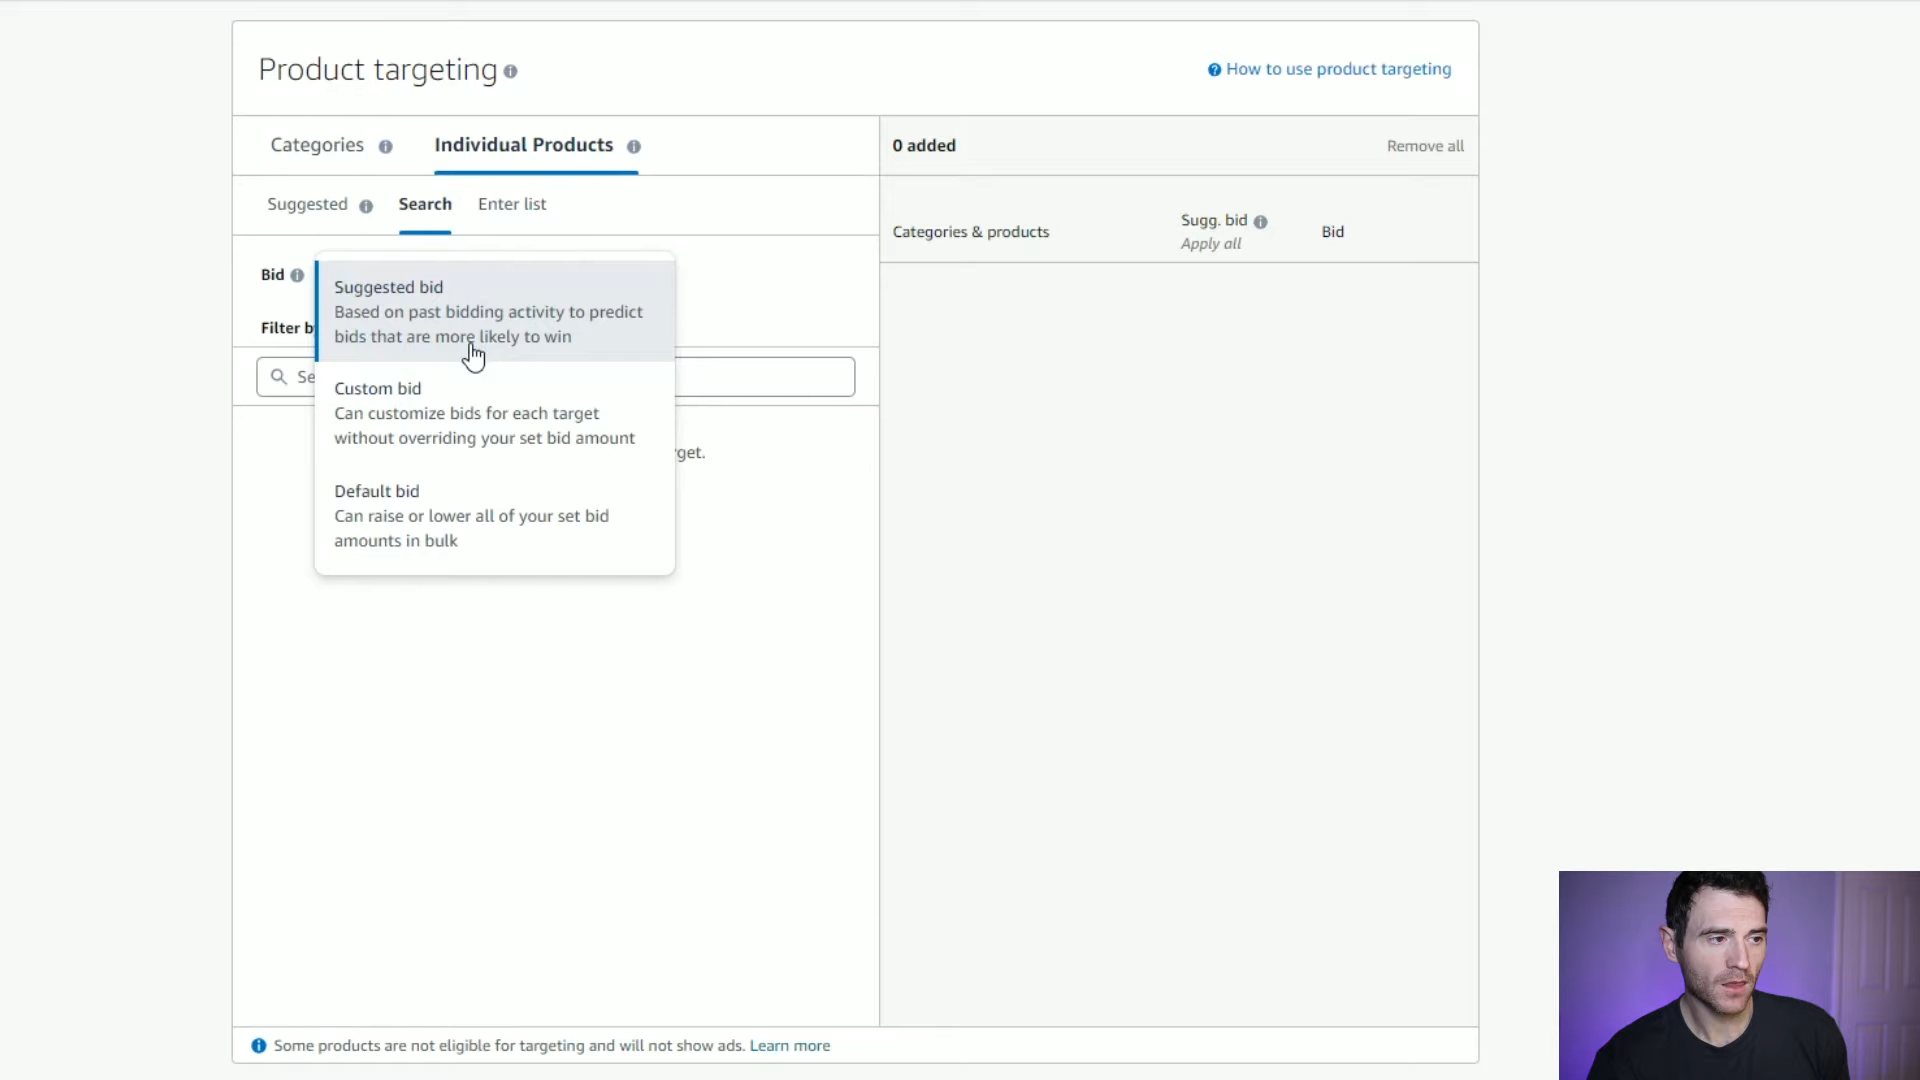 Product targeting
How to use product targeting
Categories
Individual Products
0 added
Remove all
Suggested
Search
Enter list
Categories & products
Sugg. bid
Apply all
Bid
Bid
Suggested bid
Based on past bidding activity to predict
bids that are more likely to win
Filter b
Se
Custom bid
Can customize bids for each target
without overriding your set bid amount
get.
Default bid
Can raise or lower all of your set bid
amounts in bulk
Some products are not eligible for targeting and will not show ads. Learn more